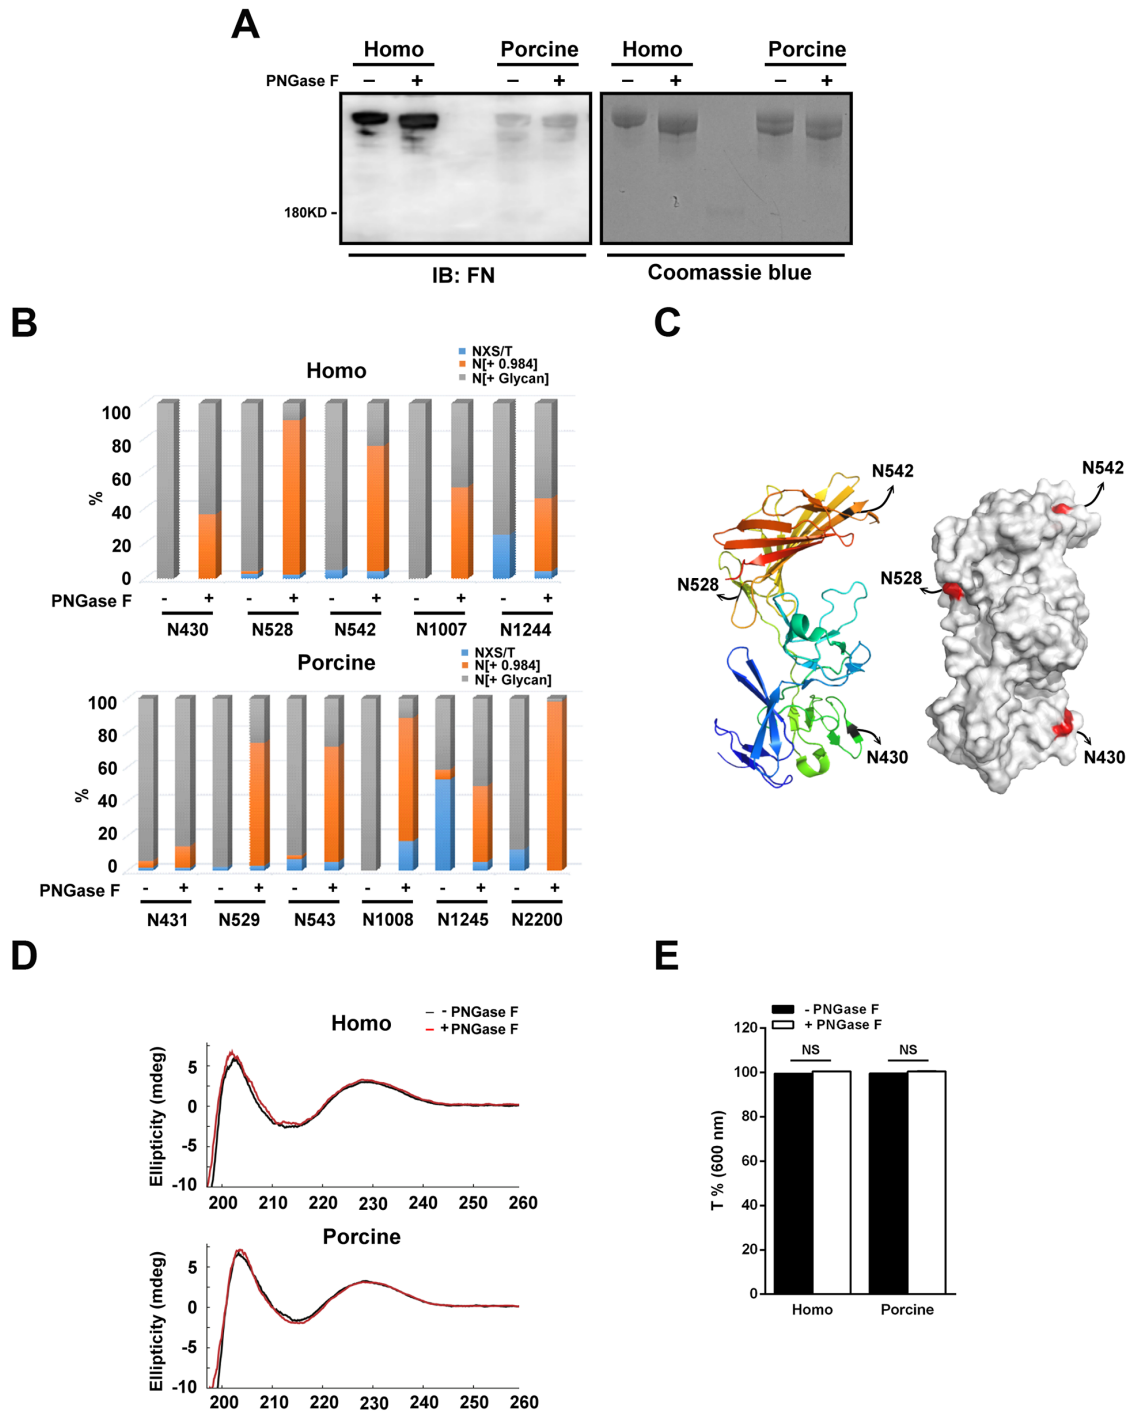 A
Homo Porcine Homo Porcine
PNGase F – + – + – + – +
180KD -
IB: FN Coomassie blue
B
NXS/T
N[+ 0.984]
N[+ Glycan]
Homo
100
80
60
40
20
0
%
PNGase F - + - + - + - + - +
N430 N528 N542 N1007 N1244
Porcine
NXS/T
N[+ 0.984]
N[+ Glycan]
100
80
60
40
20
0
%
PNGase F - + - + - + - + - + - +
N431 N529 N543 N1008 N1245 N2200
C
N542
N528
N430
N542
N528
N430
D
Homo
- PNGase F
+ PNGase F
Ellipticity (mdeg)
5
0
-5
-10
200 210 220 230 240 250 260
Porcine
Ellipticity (mdeg)
5
0
-5
-10
200 210 220 230 240 250 260
E
- PNGase F
+ PNGase F
120
100
80
60
40
20
0
T % (600 nm)
NS NS
Homo Porcine